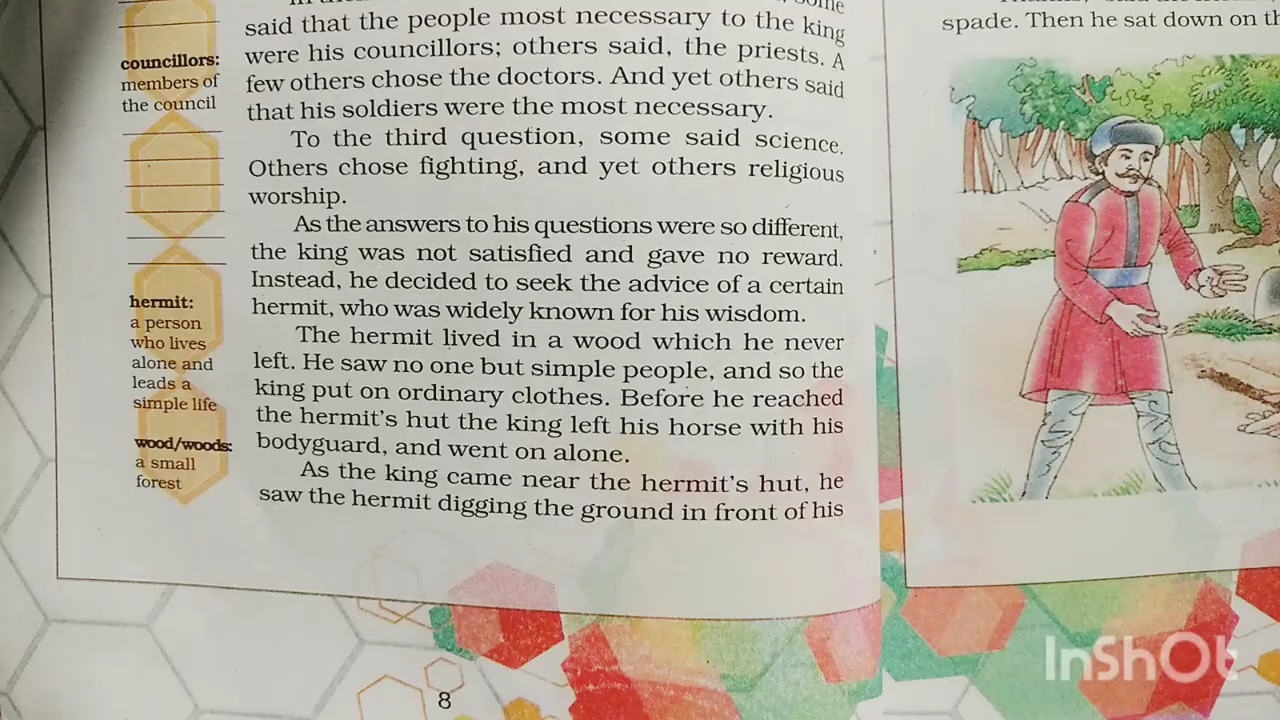 some
said that the people most necessary to the king
were his councillors; others said, the priests. A
few others chose the doctors. And yet others said
that his soldiers were the most necessary.
To the third question, some said science.
Others chose fighting, and yet others religious
worship.
As the answers to his questions were so different,
the king was not satisfied and gave no reward.
Instead, he decided to seek the advice of a certain
hermit, who was widely known for his wisdom.
The hermit lived in a wood which he never
left. He saw no one but simple people, and so the
king put on ordinary clothes. Before he reached
the hermit's hut the king left his horse with his
bodyguard, and went on alone.
As the king came near the hermit's hut, he
saw the hermit digging the ground in front of his
councillors:
members of
the council
hermit:
a person
who lives
alone and
leads a
simple life
wood/woods:
a small
forest
8
spade. Then he sat down on
InShOt